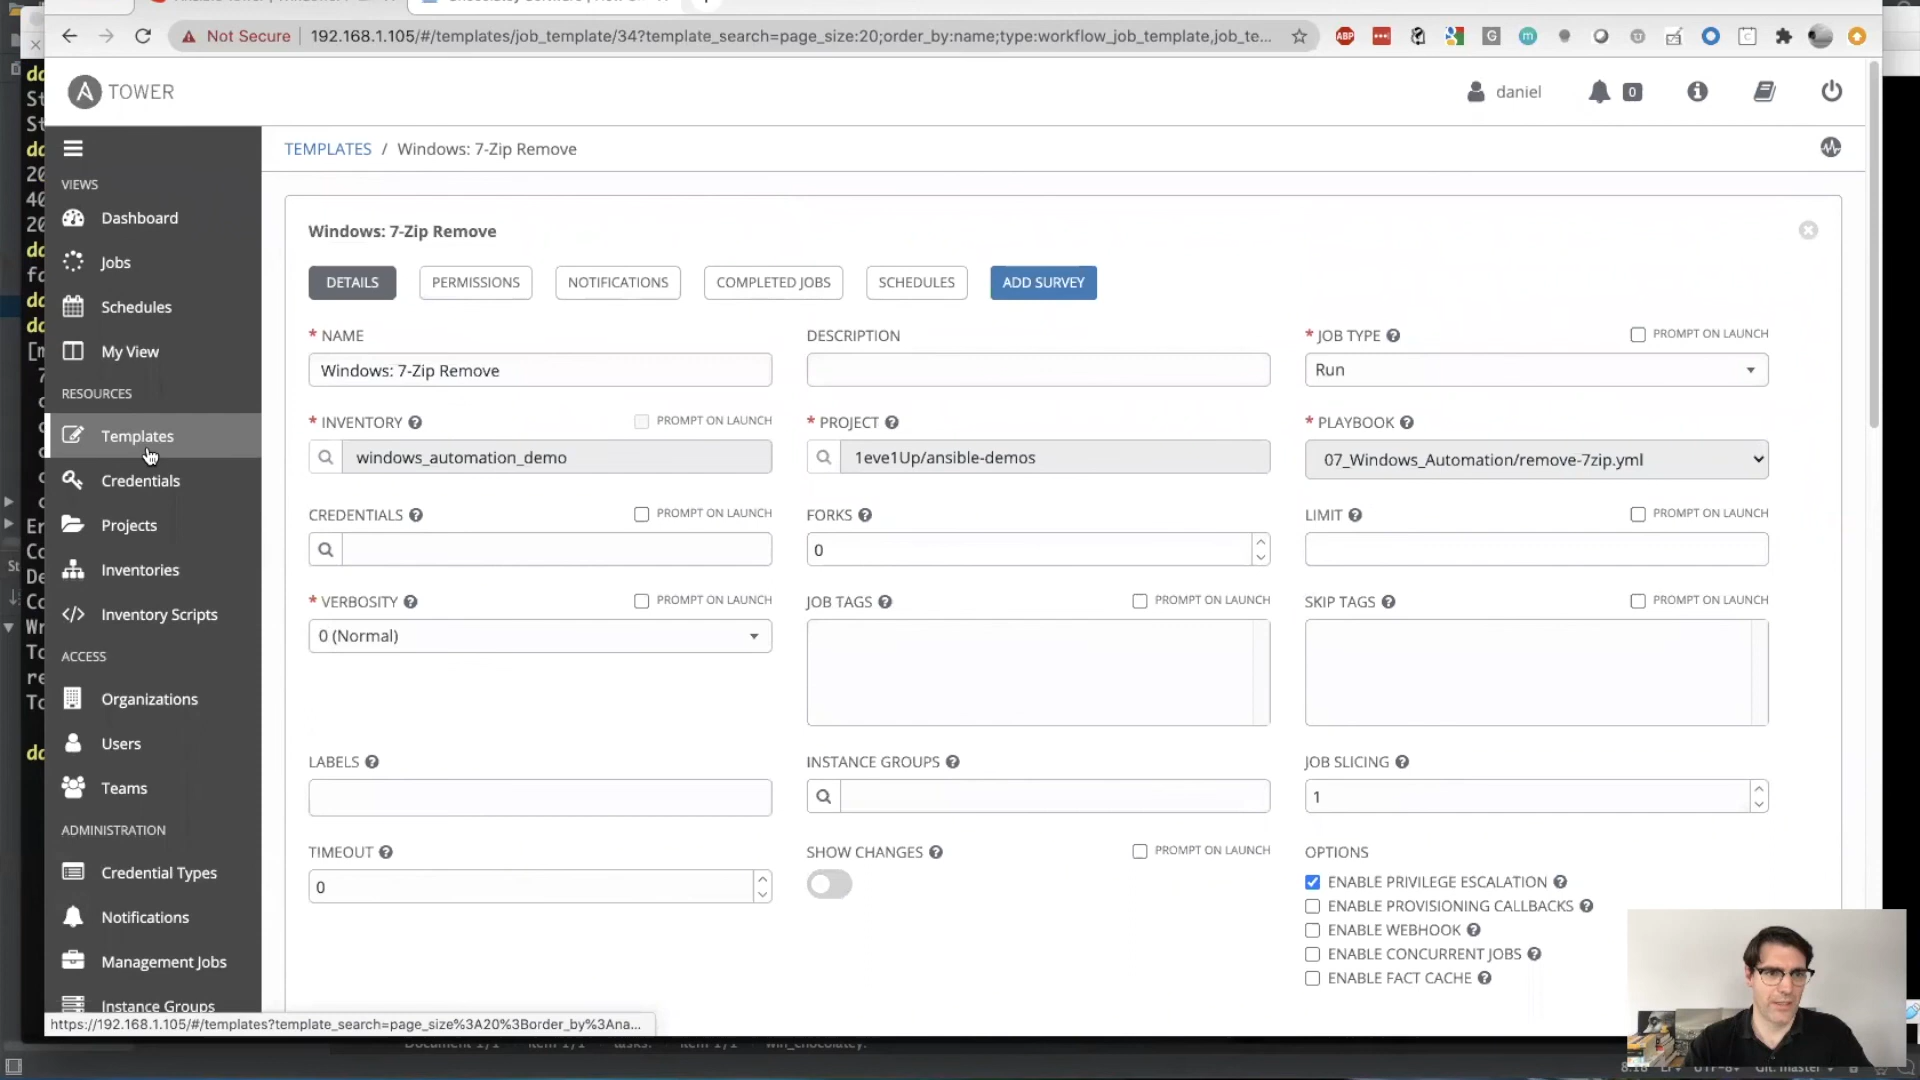 Not Secure
192.168.1.105/#/templates/job_template/34?template_search=page_size:20;order_by:name;type:workflow_job_template,job_te...
TOWER
daniel
0
TEMPLATES / Windows: 7-Zip Remove
VIEWS
Dashboard
Jobs
Schedules
My View
RESOURCES
Templates
Credentials
Projects
Inventories
Inventory Scripts
ACCESS
Organizations
Users
Teams
ADMINISTRATION
Credential Types
Notifications
Management Jobs
Instance Groups
Windows: 7-Zip Remove
DETAILS
PERMISSIONS
NOTIFICATIONS
COMPLETED JOBS
SCHEDULES
ADD SURVEY
* NAME
Windows: 7-Zip Remove
DESCRIPTION
* JOB TYPE
PROMPT ON LAUNCH
Run
* INVENTORY
PROMPT ON LAUNCH
windows_automation_demo
* PROJECT
1eve1Up/ansible-demos
* PLAYBOOK
07_Windows_Automation/remove-7zip.yml
CREDENTIALS
PROMPT ON LAUNCH
FORKS
0
LIMIT
PROMPT ON LAUNCH
* VERBOSITY
PROMPT ON LAUNCH
0 (Normal)
JOB TAGS
PROMPT ON LAUNCH
SKIP TAGS
PROMPT ON LAUNCH
LABELS
INSTANCE GROUPS
JOB SLICING
1
TIMEOUT
0
SHOW CHANGES
PROMPT ON LAUNCH
OPTIONS
ENABLE PRIVILEGE ESCALATION
ENABLE PROVISIONING CALLBACKS
ENABLE WEBHOOK
ENABLE CONCURRENT JOBS
ENABLE FACT CACHE
https://192.168.1.105/#/templates?template_search=page_size%3A20%3Border_by%3Ana...